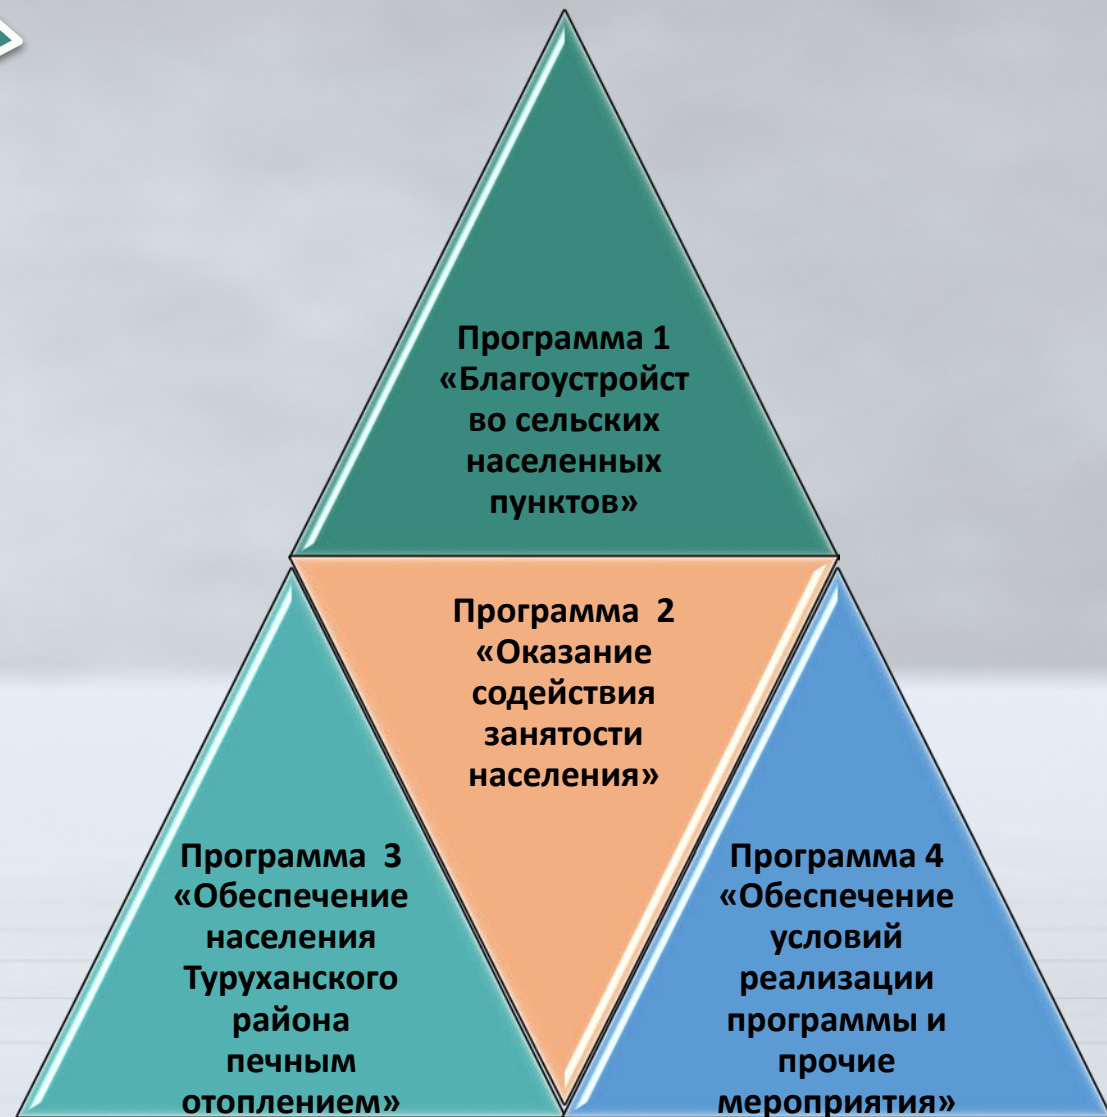 Программа 1
«Благоустройст
во сельских
населенных
пунктов»
Программа 2
«Оказание
содействия
занятости
населения»
Программа 3
«Обеспечение
населения
Туруханского
района
печным
отоплением»
Программа 4
«Обеспечение
условий
реализации
программы и
прочие
мероприятия»